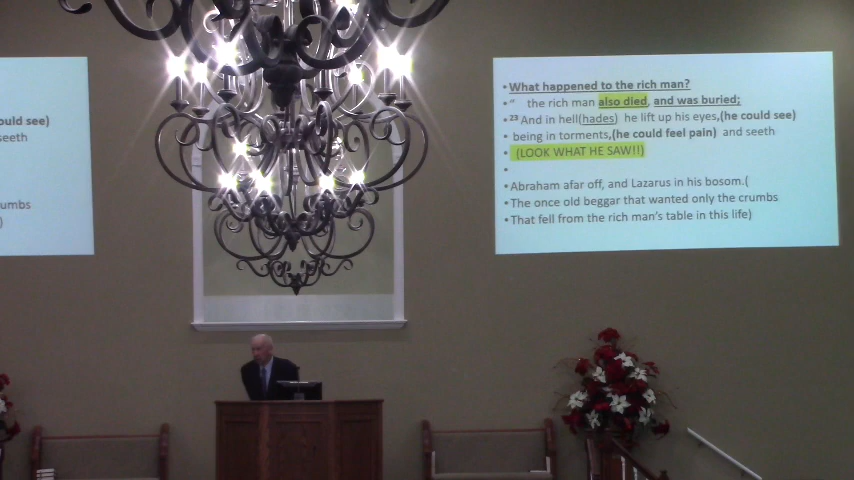 ould see)
seeth
umbs
)
• What happened to the rich man?
• “ the rich man also died, and was buried;
• 23 And in hell(hades) he lift up his eyes,(he could see)
• being in torments,(he could feel pain) and seeth
• (LOOK WHAT HE SAW!!)
•
• Abraham afar off, and Lazarus in his bosom.(
• The once old beggar that wanted only the crumbs
• That fell from the rich man's table in this life)